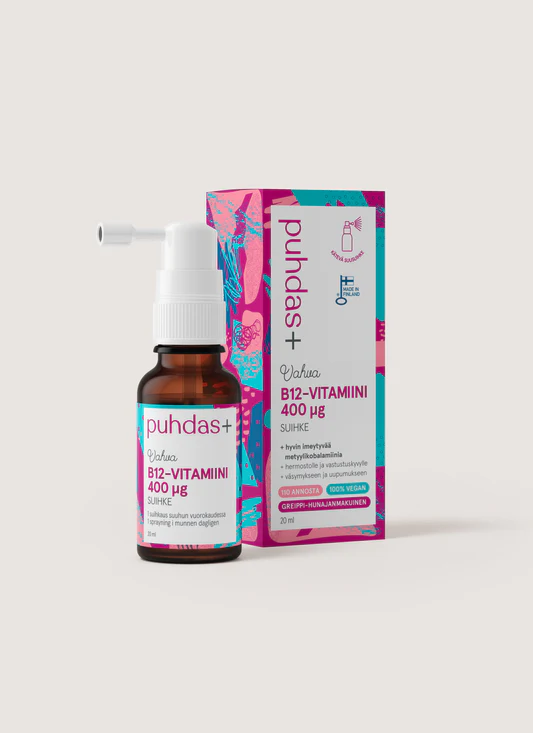 puhdas+
KÄTEVÄ SUUSUIHKE
MADE IN
FINLAND
Vahva
B12-VITAMIINI
400 µg
SUIHKE
+ hyvin imeytyvää
metyylikobalamiinia
+ hermostolle ja vastustuskyvylle
+ väsymykseen ja uupumukseen
110 ANNOSTA
100% VEGAN
GREIPPI-HUNAJANMAKUINEN
20 ml
puhdas+
Vahva
B12-VITAMIINI
400 µg
SUIHKE
1 suihkaus suuhun vuorokaudessa
1 sprayning i munnen dagligen
20 ml